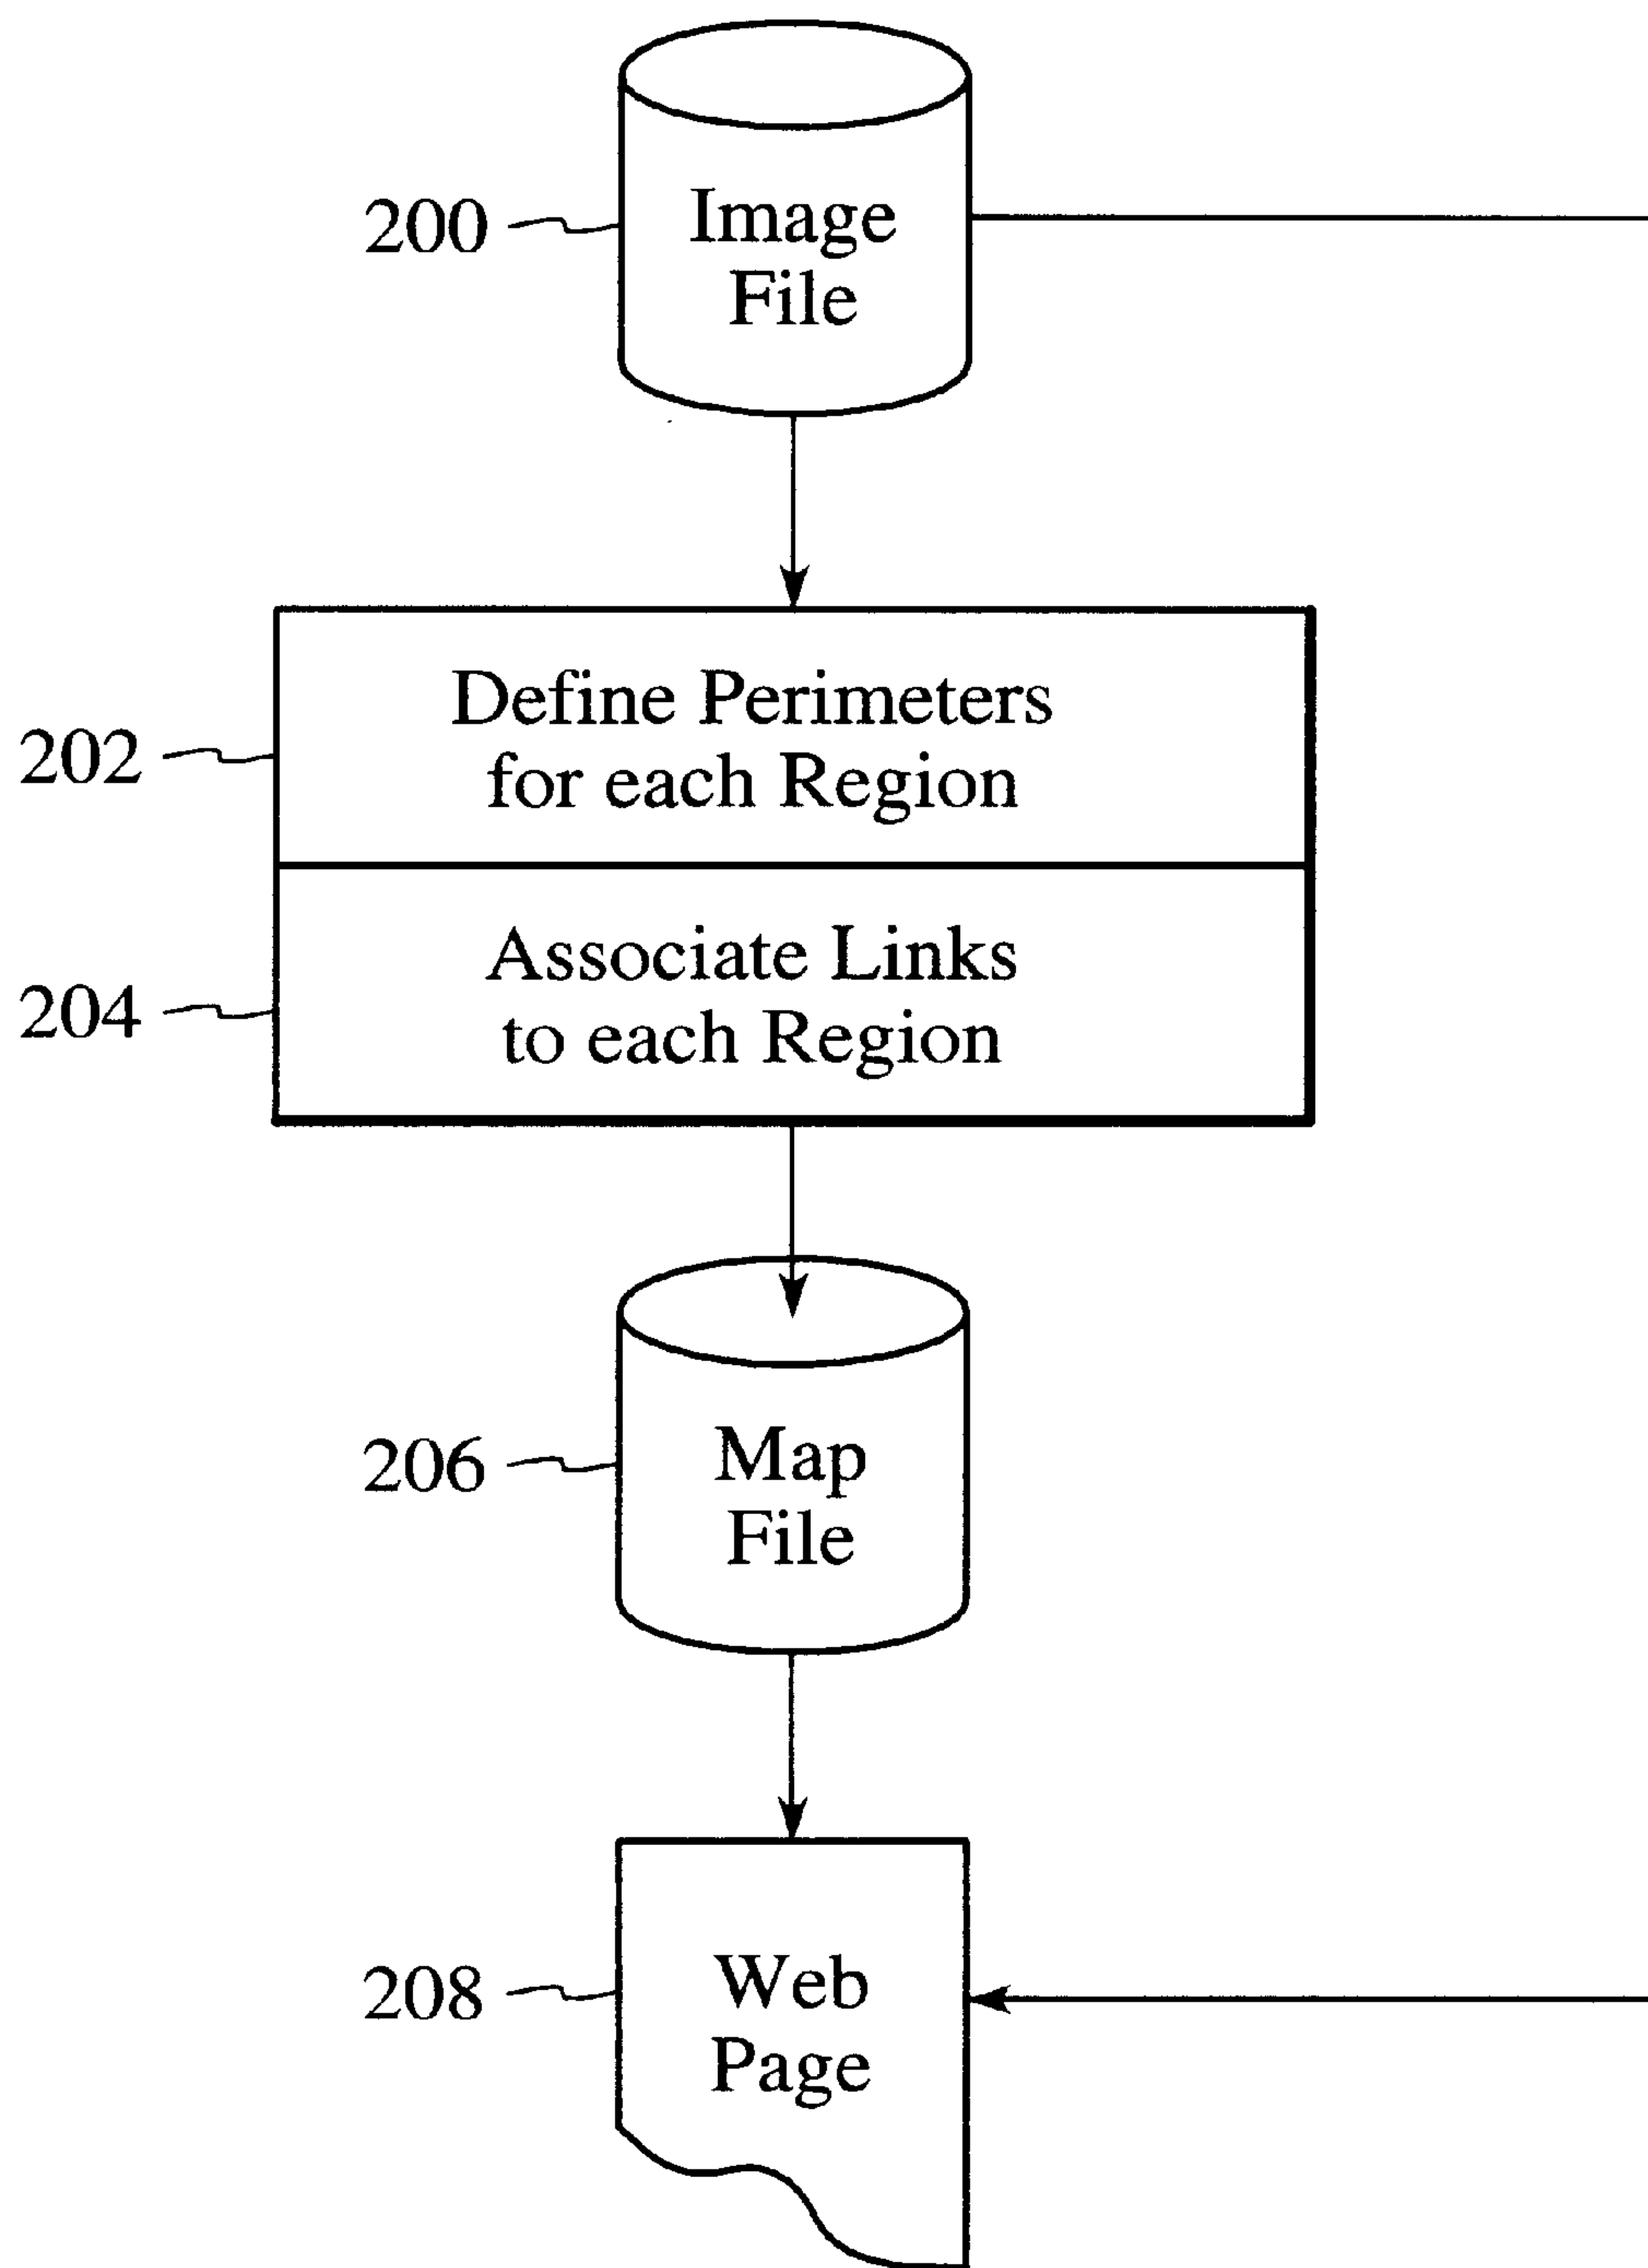 200
Image
File
202
Define Perimeters
for each Region
204
Associate Links
to each Region
206
Map
File
208
Web
Page